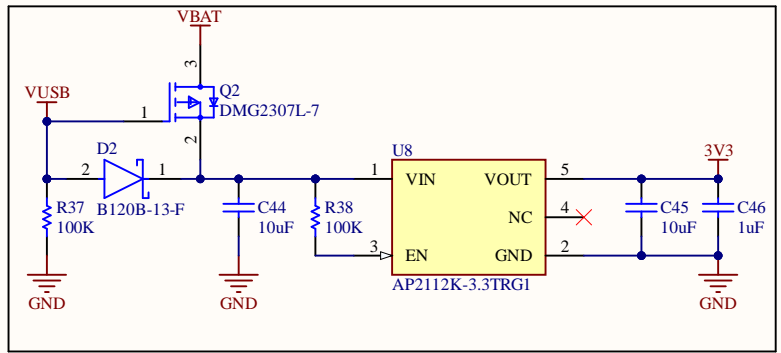 VBAT
3
VUSB
1
Q2
DMG2307L-7
2
D2
2
1
B120B-13-F
R37
100K
GND
C44
10uF
GND
R38
100K
U8
1
VIN
VOUT
5
NC
4
3
EN
GND
2
AP2112K-3.3TRG1
3V3
C45
10uF
C46
1uF
GND